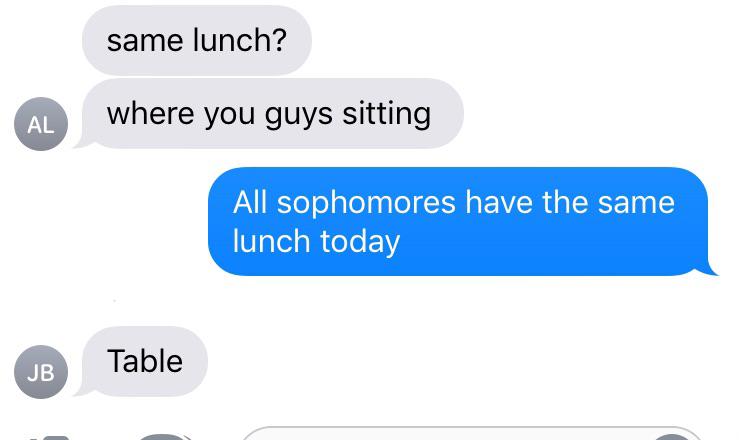 same lunch?
AL
where you guys sitting
All sophomores have the same
lunch today
JB
Table